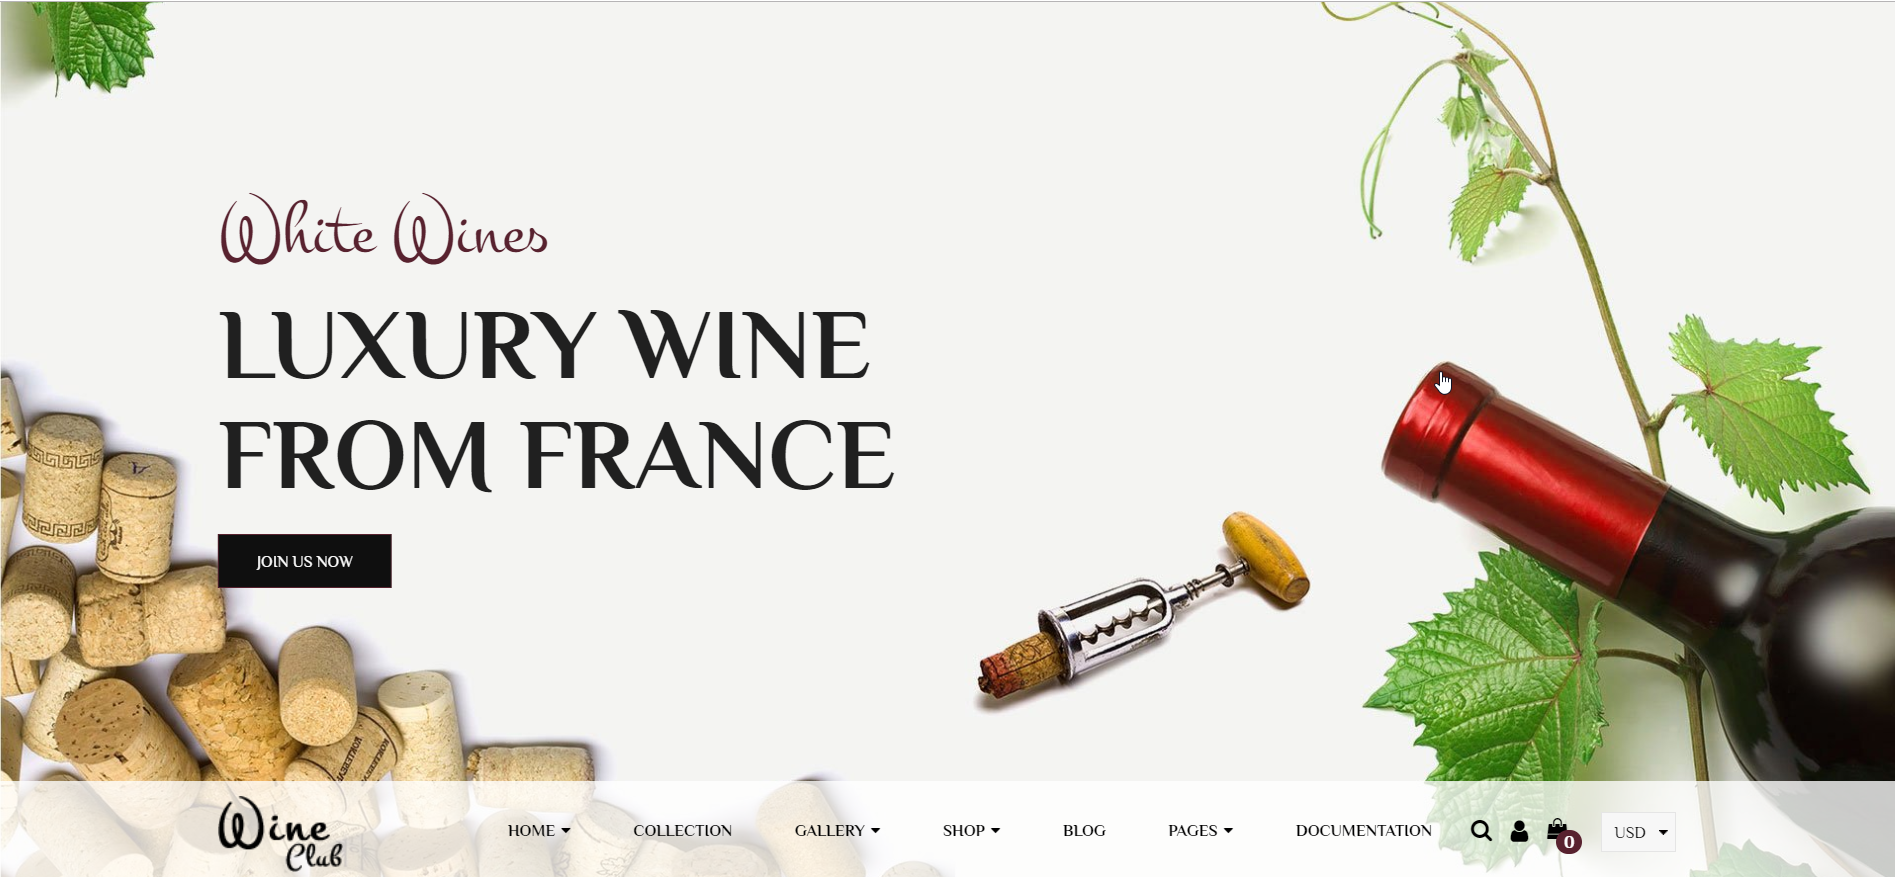 White Wines
LUXURY WINE
FROM FRANCE
JOIN US NOW
Wine
Club
HOME
COLLECTION
GALLERY
SHOP
BLOG
PAGES
DOCUMENTATION
0
USD